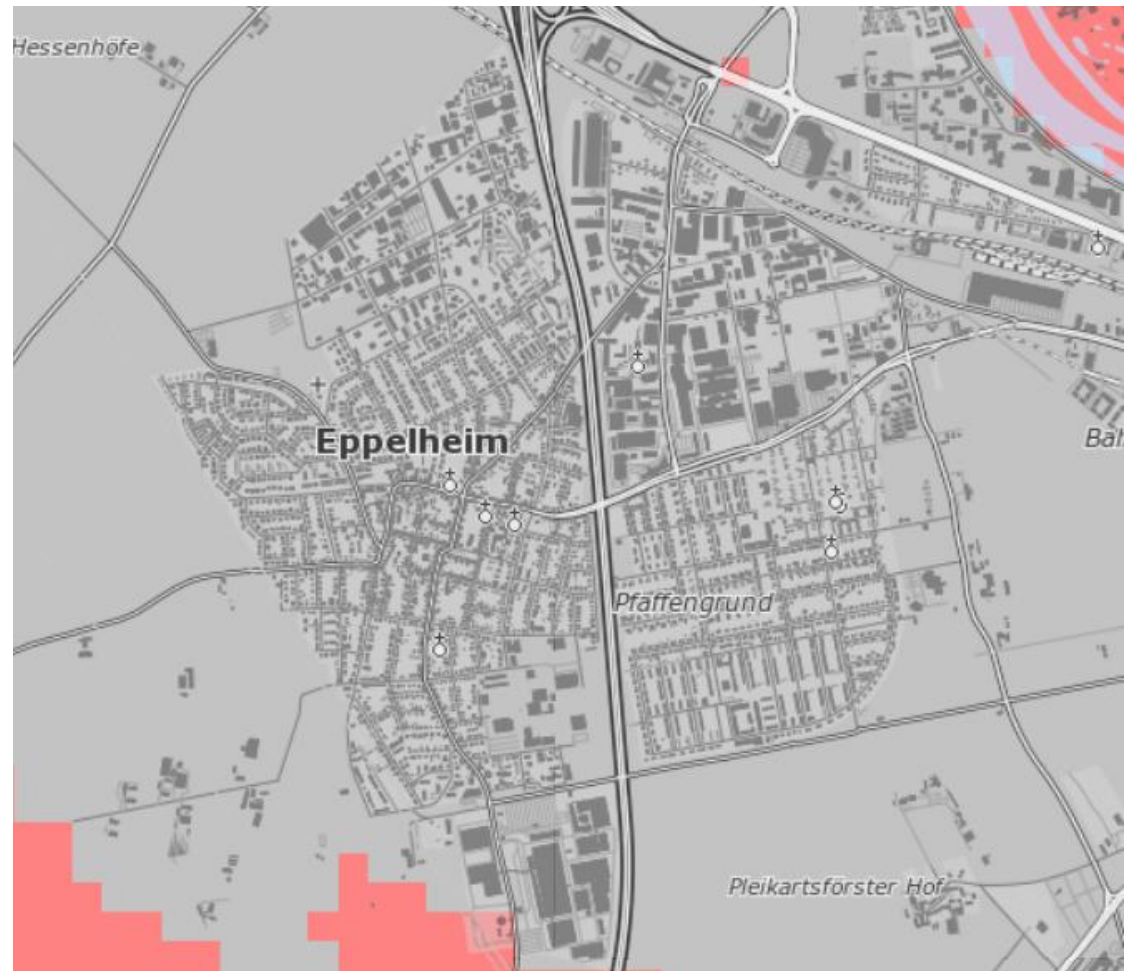 Hessenhöfe
Eppelheim
Bah
Pfaffengrund
Pleikartsförster Hof